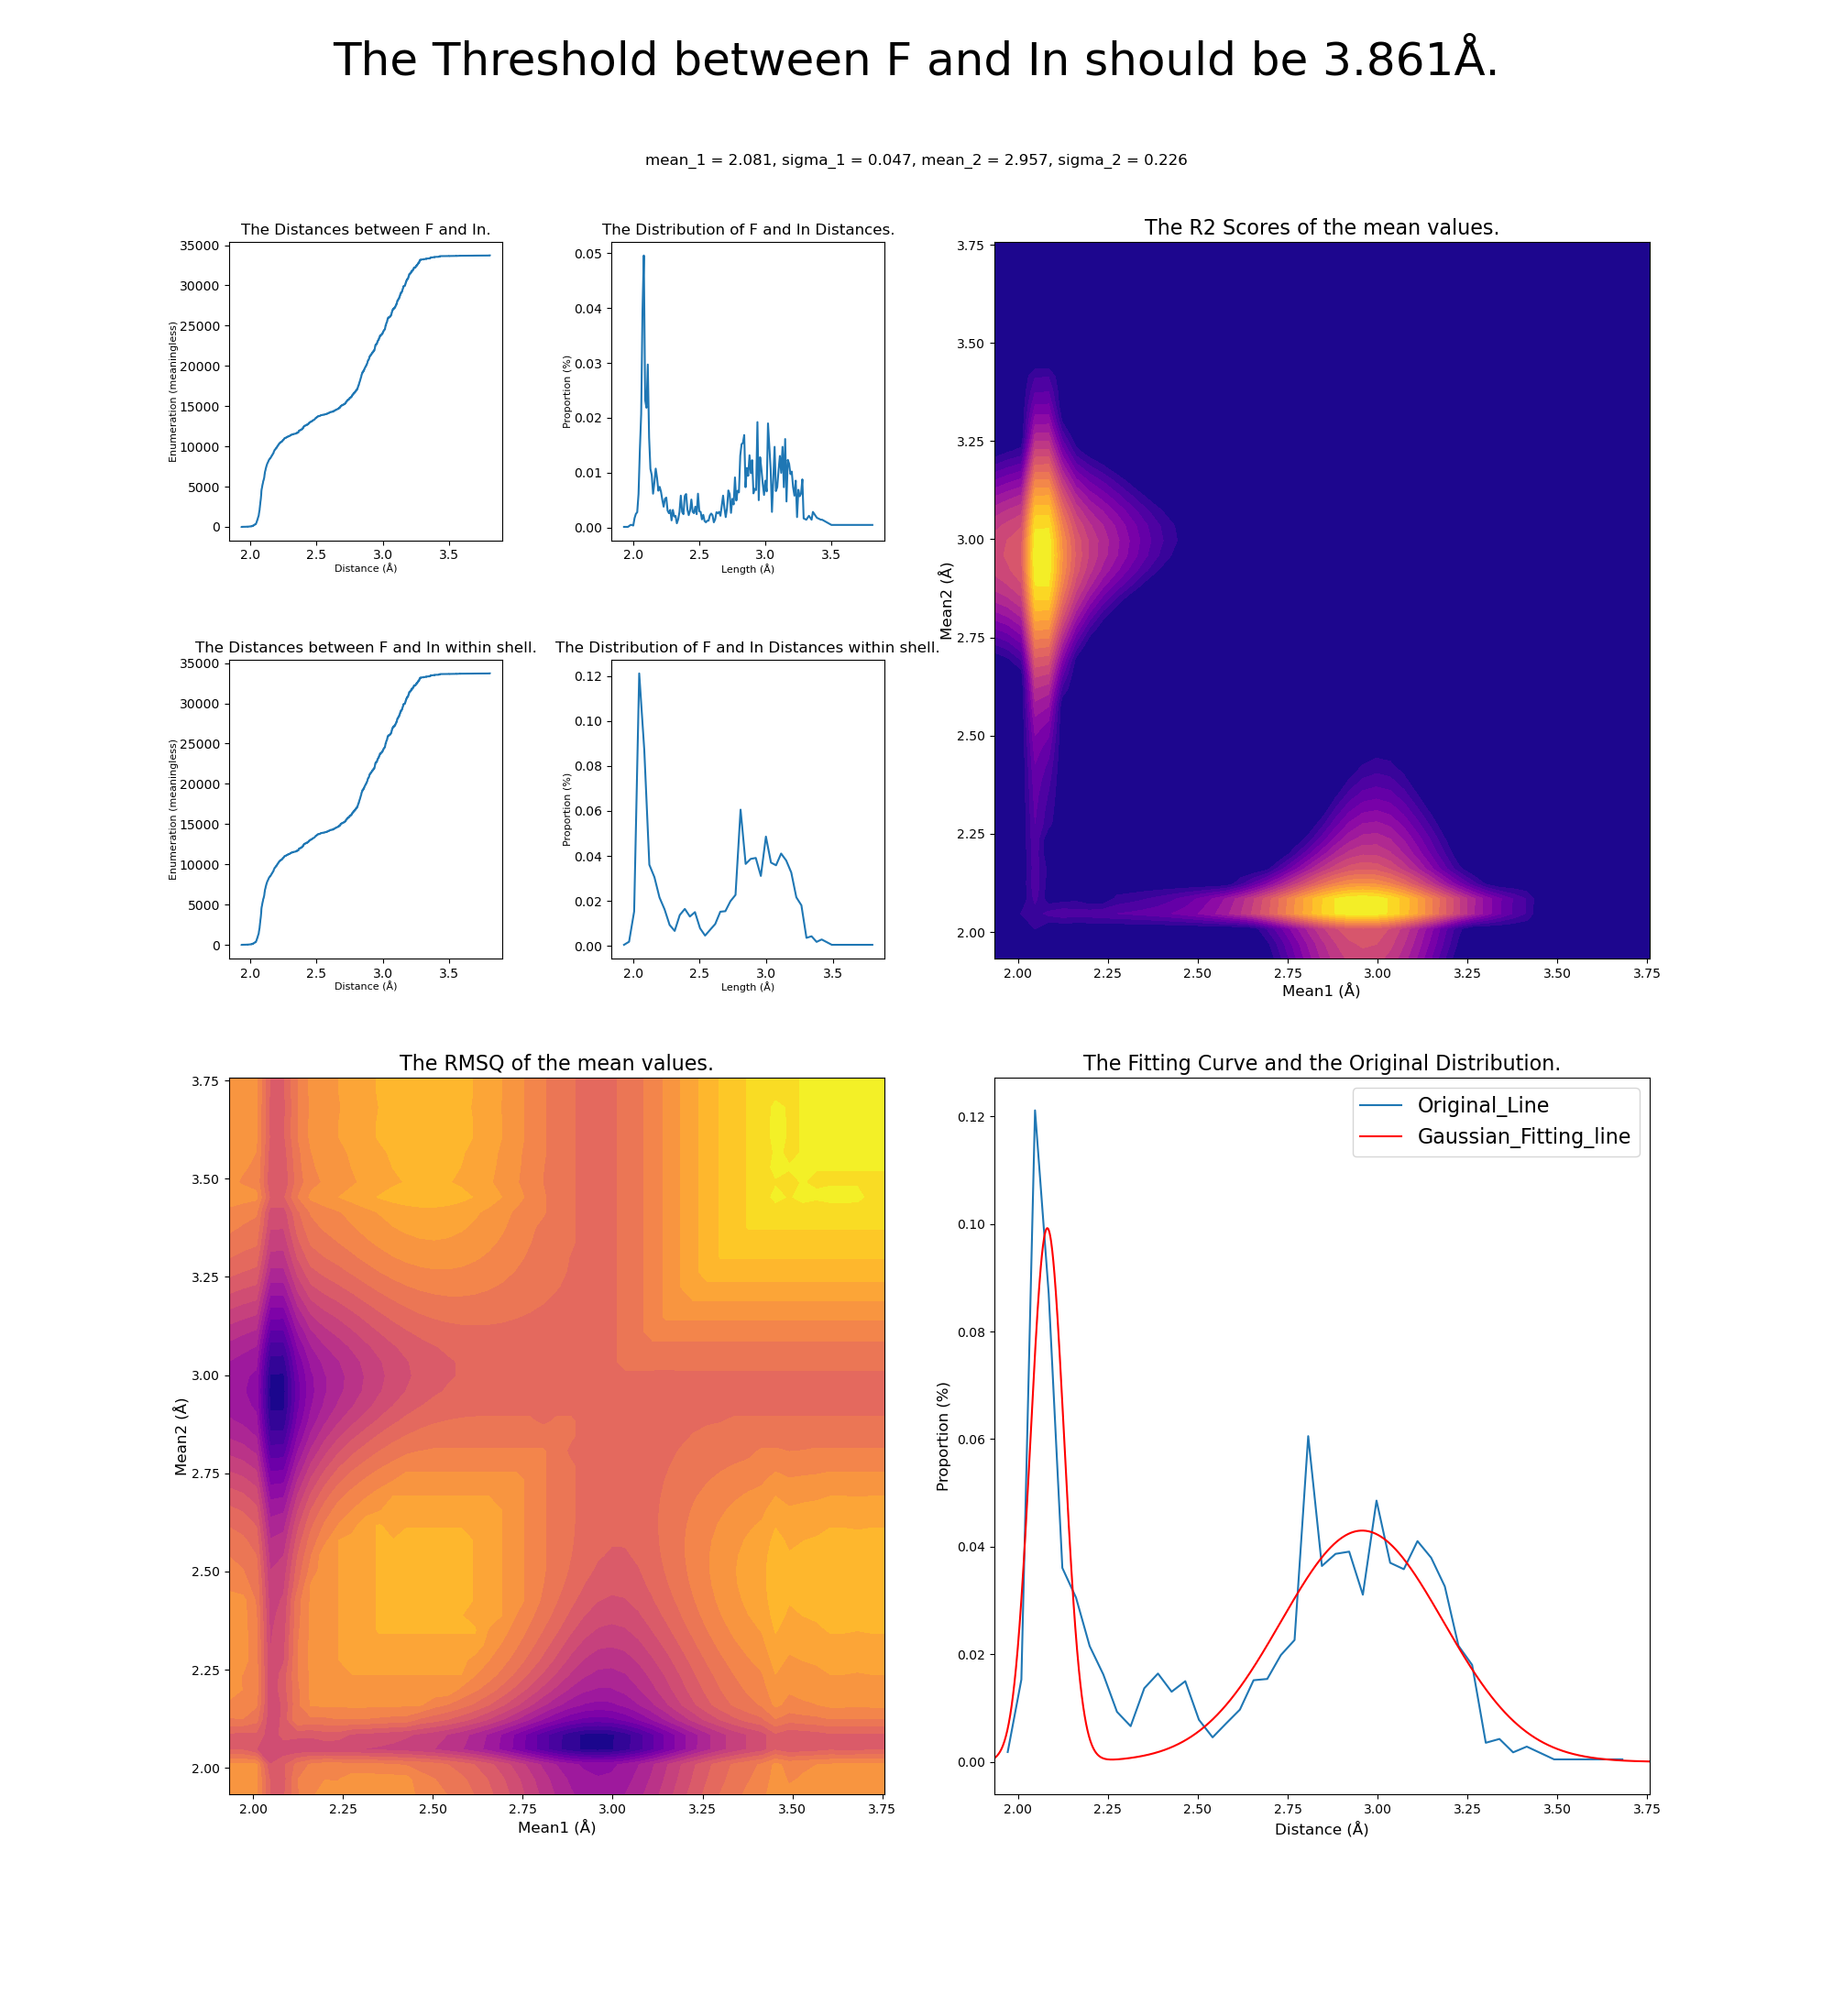 The Threshold between F and In should be 3.861Å.
mean_1 = 2.081, sigma_1 = 0.047, mean_2 = 2.957, sigma_2 = 0.226
The Distances between F and In.
35000
30000
25000
20000
15000
10000
5000
0
Enumeration (meaningless)
2.0 2.5 3.0 3.5
Distance (Å)
The Distribution of F and In Distances.
0.05
0.04
0.03
0.02
0.01
0.00
Proportion (%)
2.0 2.5 3.0 3.5
Length (Å)
The R2 Scores of the mean values.
3.75
3.50
3.25
3.00
2.75
2.50
2.25
2.00
Mean2 (Å)
2.00 2.25 2.50 2.75 3.00 3.25 3.50 3.75
Mean1 (Å)
The Distances between F and In within shell.
35000
30000
25000
20000
15000
10000
5000
0
Enumeration (meaningless)
2.0 2.5 3.0 3.5
Distance (Å)
The Distribution of F and In Distances within shell.
0.12
0.10
0.08
0.06
0.04
0.02
0.00
Proportion (%)
2.0 2.5 3.0 3.5
Length (Å)
The RMSQ of the mean values.
3.75
3.50
3.25
3.00
2.75
2.50
2.25
2.00
Mean2 (Å)
2.00 2.25 2.50 2.75 3.00 3.25 3.50 3.75
Mean1 (Å)
The Fitting Curve and the Original Distribution.
Original_Line
Gaussian_Fitting_line
0.12
0.10
0.08
0.06
0.04
0.02
0.00
Proportion (%)
2.00 2.25 2.50 2.75 3.00 3.25 3.50 3.75
Distance (Å)